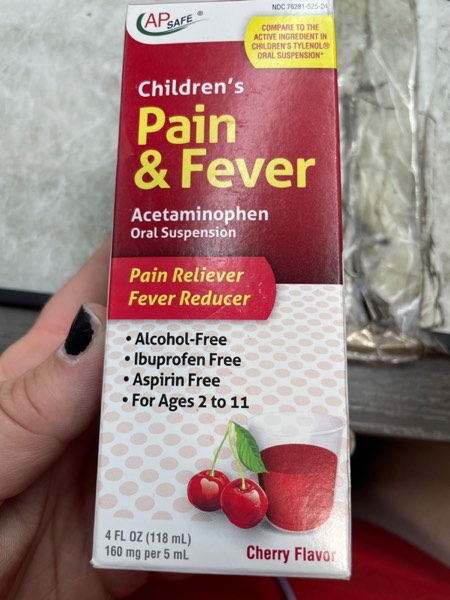 NDC 76281-525-24
AP SAFE ®
COMPARE TO THE
ACTIVE INGREDIENT IN
CHILDREN'S TYLENOL®
ORAL SUSPENSION*
Children's
Pain
& Fever
Acetaminophen
Oral Suspension
Pain Reliever
Fever Reducer
• Alcohol-Free
• Ibuprofen Free
• Aspirin Free
• For Ages 2 to 11
4 FL OZ (118 mL)
160 mg per 5 mL
Cherry Flavor